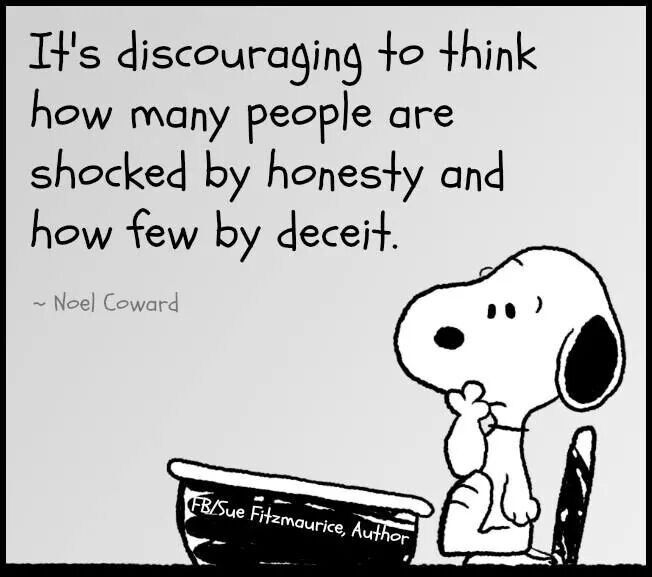 It's discouraging to think
how many people are
shocked by honesty and
how few by deceit.
~ Noel Coward
FB/Sue Fitzmaurice, Author